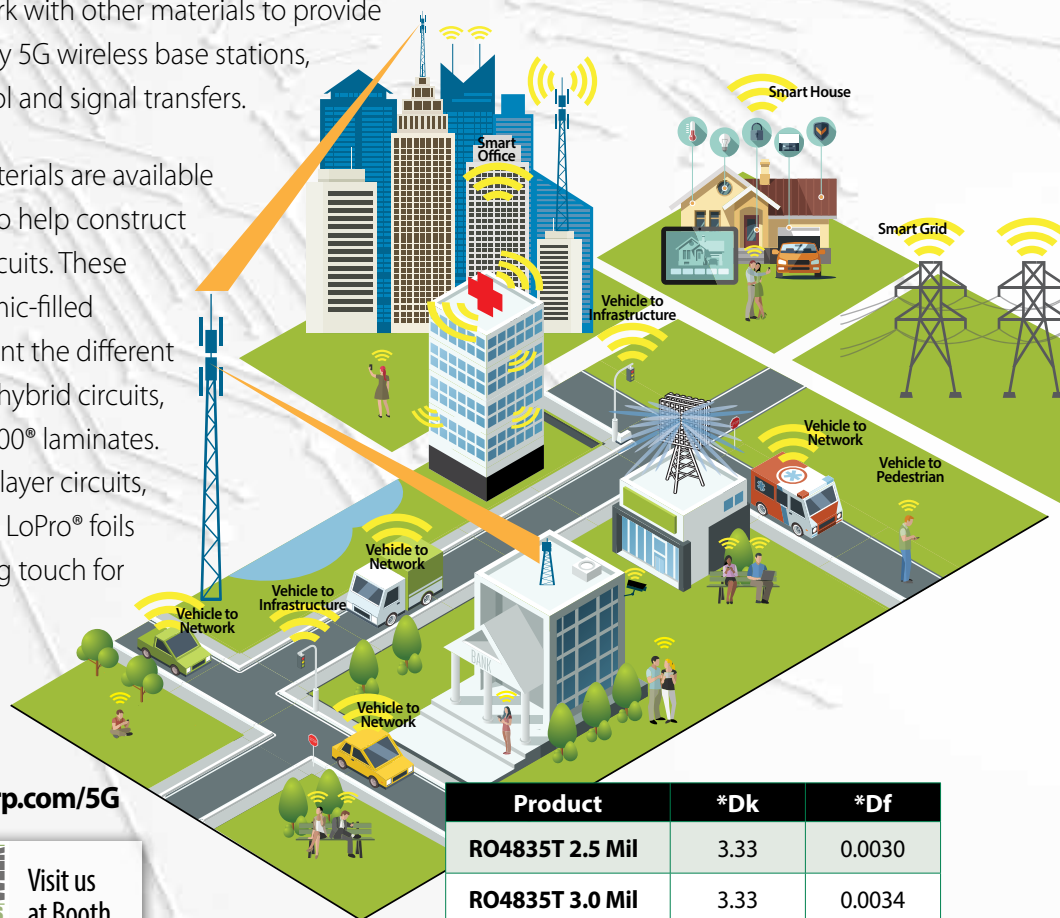 rk with other materials to provide
y 5G wireless base stations,
ol and signal transfers.
terials are available
o help construct
cuits. These
nic-filled
nt the different
hybrid circuits,
00® laminates.
layer circuits,
LoPro® foils
g touch for
Smart House
Smart
Office
Smart Grid
Vehicle to
Infrastructure
Vehicle to
Network
Vehicle to
Pedestrian
Vehicle to
Network
Vehicle to
Infrastructure
Vehicle to
Network
BANK
Vehicle to
Network
rp.com/5G
Visit us
at Booth
Product *Dk *Df
RO4835T 2.5 Mil 3.33 0.0030
RO4835T 3.0 Mil 3.33 0.0034